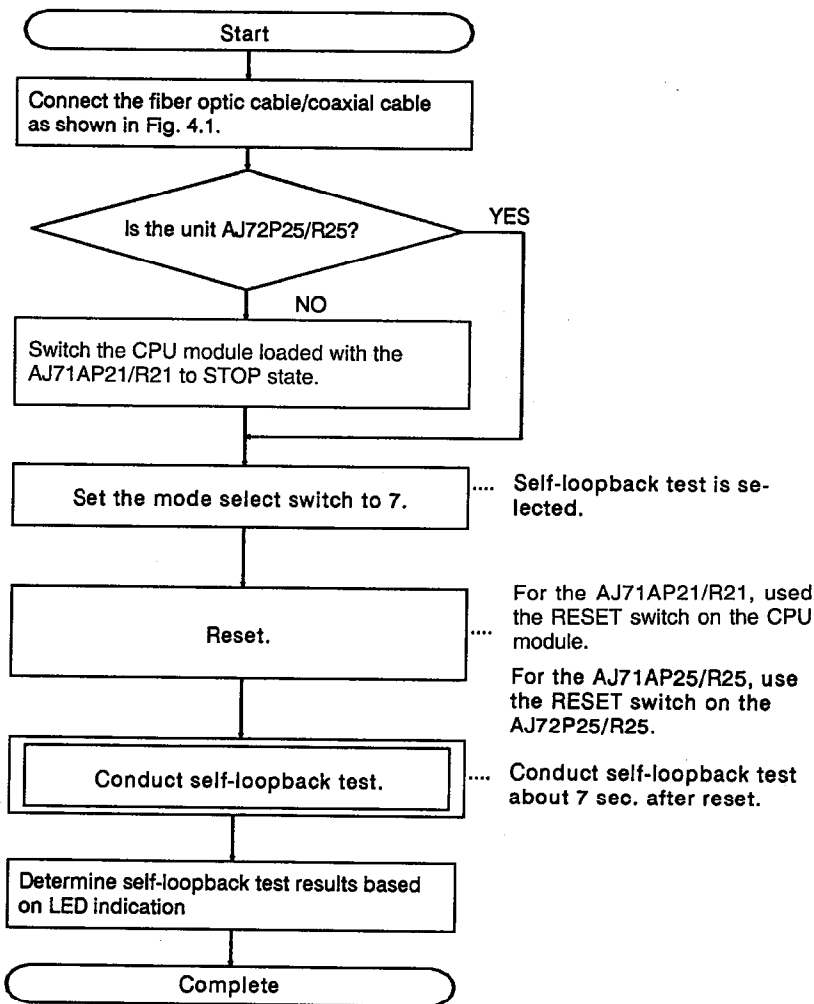 Start
Connect the fiber optic cable/coaxial cable
as shown in Fig. 4.1.
Is the unit AJ72P25/R25?
YES
NO
Switch the CPU module loaded with the
AJ71AP21/R21 to STOP state.
Set the mode select switch to 7.
.... Self-loopback test is se-
lected.
Reset.
....
For the AJ71AP21/R21, used
the RESET switch on the CPU
module.
For the AJ71AP25/R25, use
the RESET switch on the
AJ72P25/R25.
Conduct self-loopback test.
.... Conduct self-loopback test
about 7 sec. after reset.
Determine self-loopback test results based
on LED indication
Complete